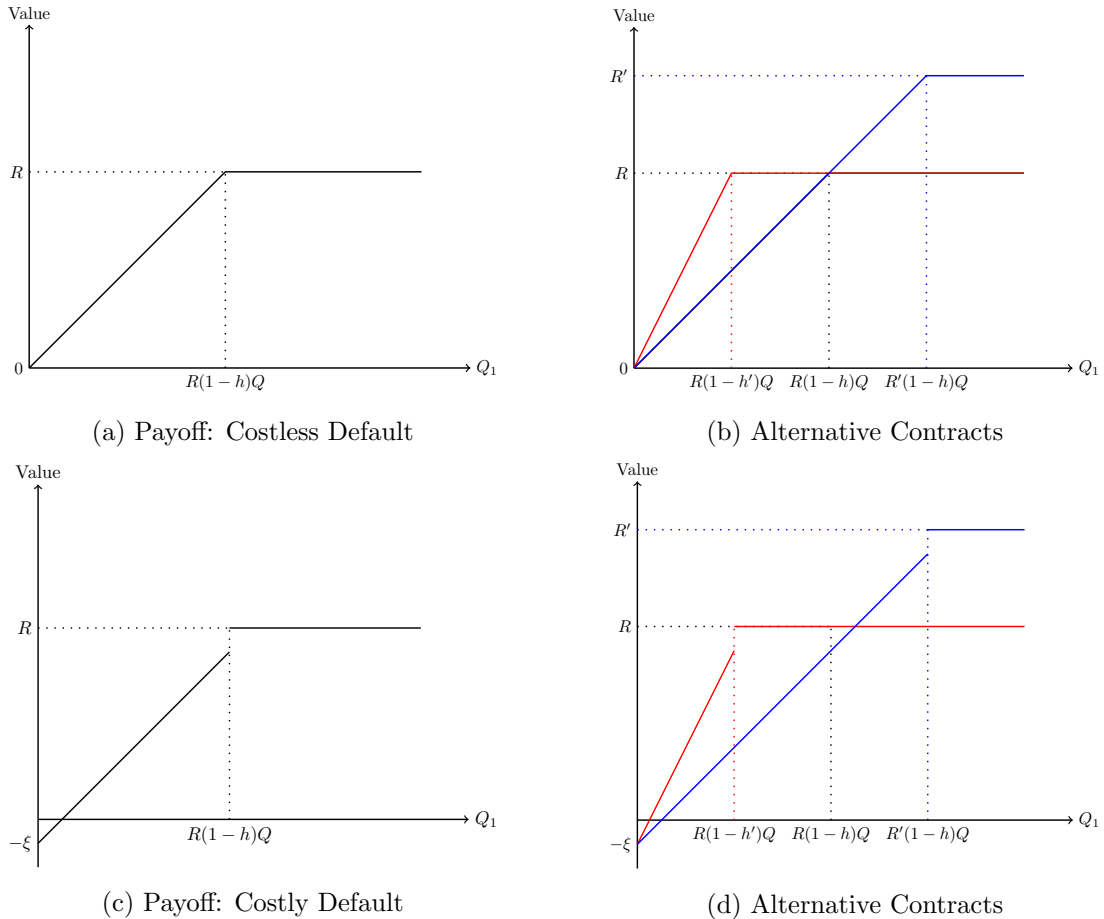 Value
R
0
R(1−h)Q
Q₁
(a) Payoff: Costless Default
Value
R′
R
0
R(1−h′)Q R(1−h)Q R′(1−h)Q
Q₁
(b) Alternative Contracts
Value
R
−ξ
R(1−h)Q
Q₁
(c) Payoff: Costly Default
Value
R′
R
−ξ
R(1−h′)Q R(1−h)Q R′(1−h)Q
Q₁
(d) Alternative Contracts